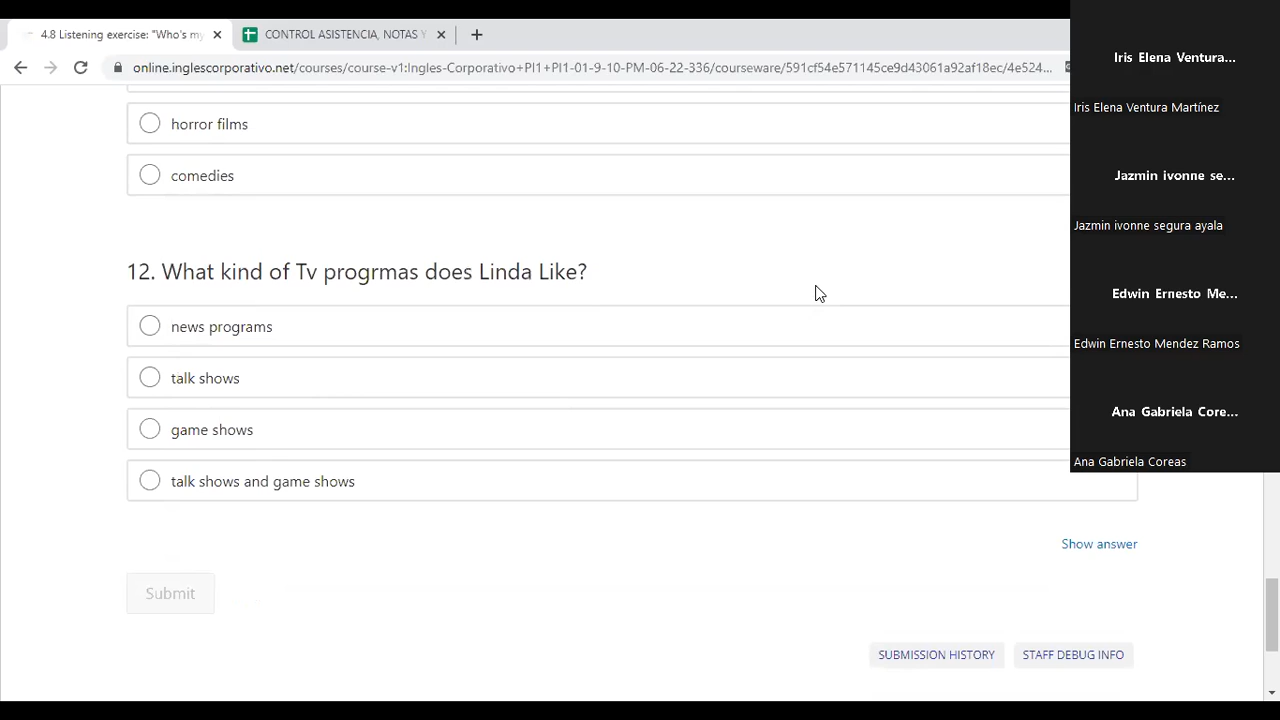 4.8 Listening exercise: "Who's my
CONTROL ASISTENCIA, NOTAS Y
online.inglescorporativo.net/courses/course-v1:Ingles-Corporativo+PI1+PI1-01-9-10-PM-06-22-336/courseware/591cf54e571145ce9d43061a92af18ec/4e524...
horror films
comedies
12. What kind of Tv progrmas does Linda Like?
news programs
talk shows
game shows
talk shows and game shows
Show answer
Submit
SUBMISSION HISTORY
STAFF DEBUG INFO
Iris Elena Ventura...
Iris Elena Ventura Martínez
Jazmin ivonne se...
Jazmin ivonne segura ayala
Edwin Ernesto Me...
Edwin Ernesto Mendez Ramos
Ana Gabriela Core...
Ana Gabriela Coreas